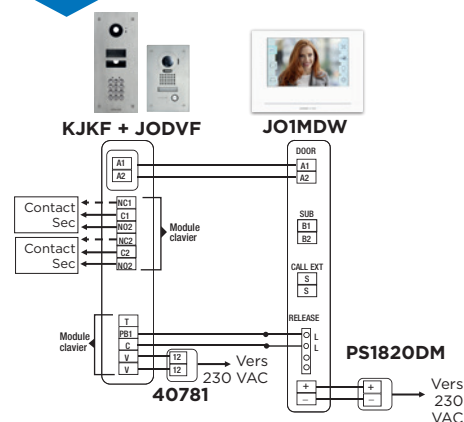 KJKF + JODVF
JO1MDW
A1
A2
NC1
C1
NO2
NC2
C2
NO2
Contact
Sec
Contact
Sec
Module
clavier
T
PB1
C
V
V
Module
clavier
12
12
40781
Vers
230 VAC
DOOR
A1
A2
SUB
B1
B2
CALL EXT
S
S
RELEASE
L
L
+
−
PS1820DM
+
−
Vers
230
VAC